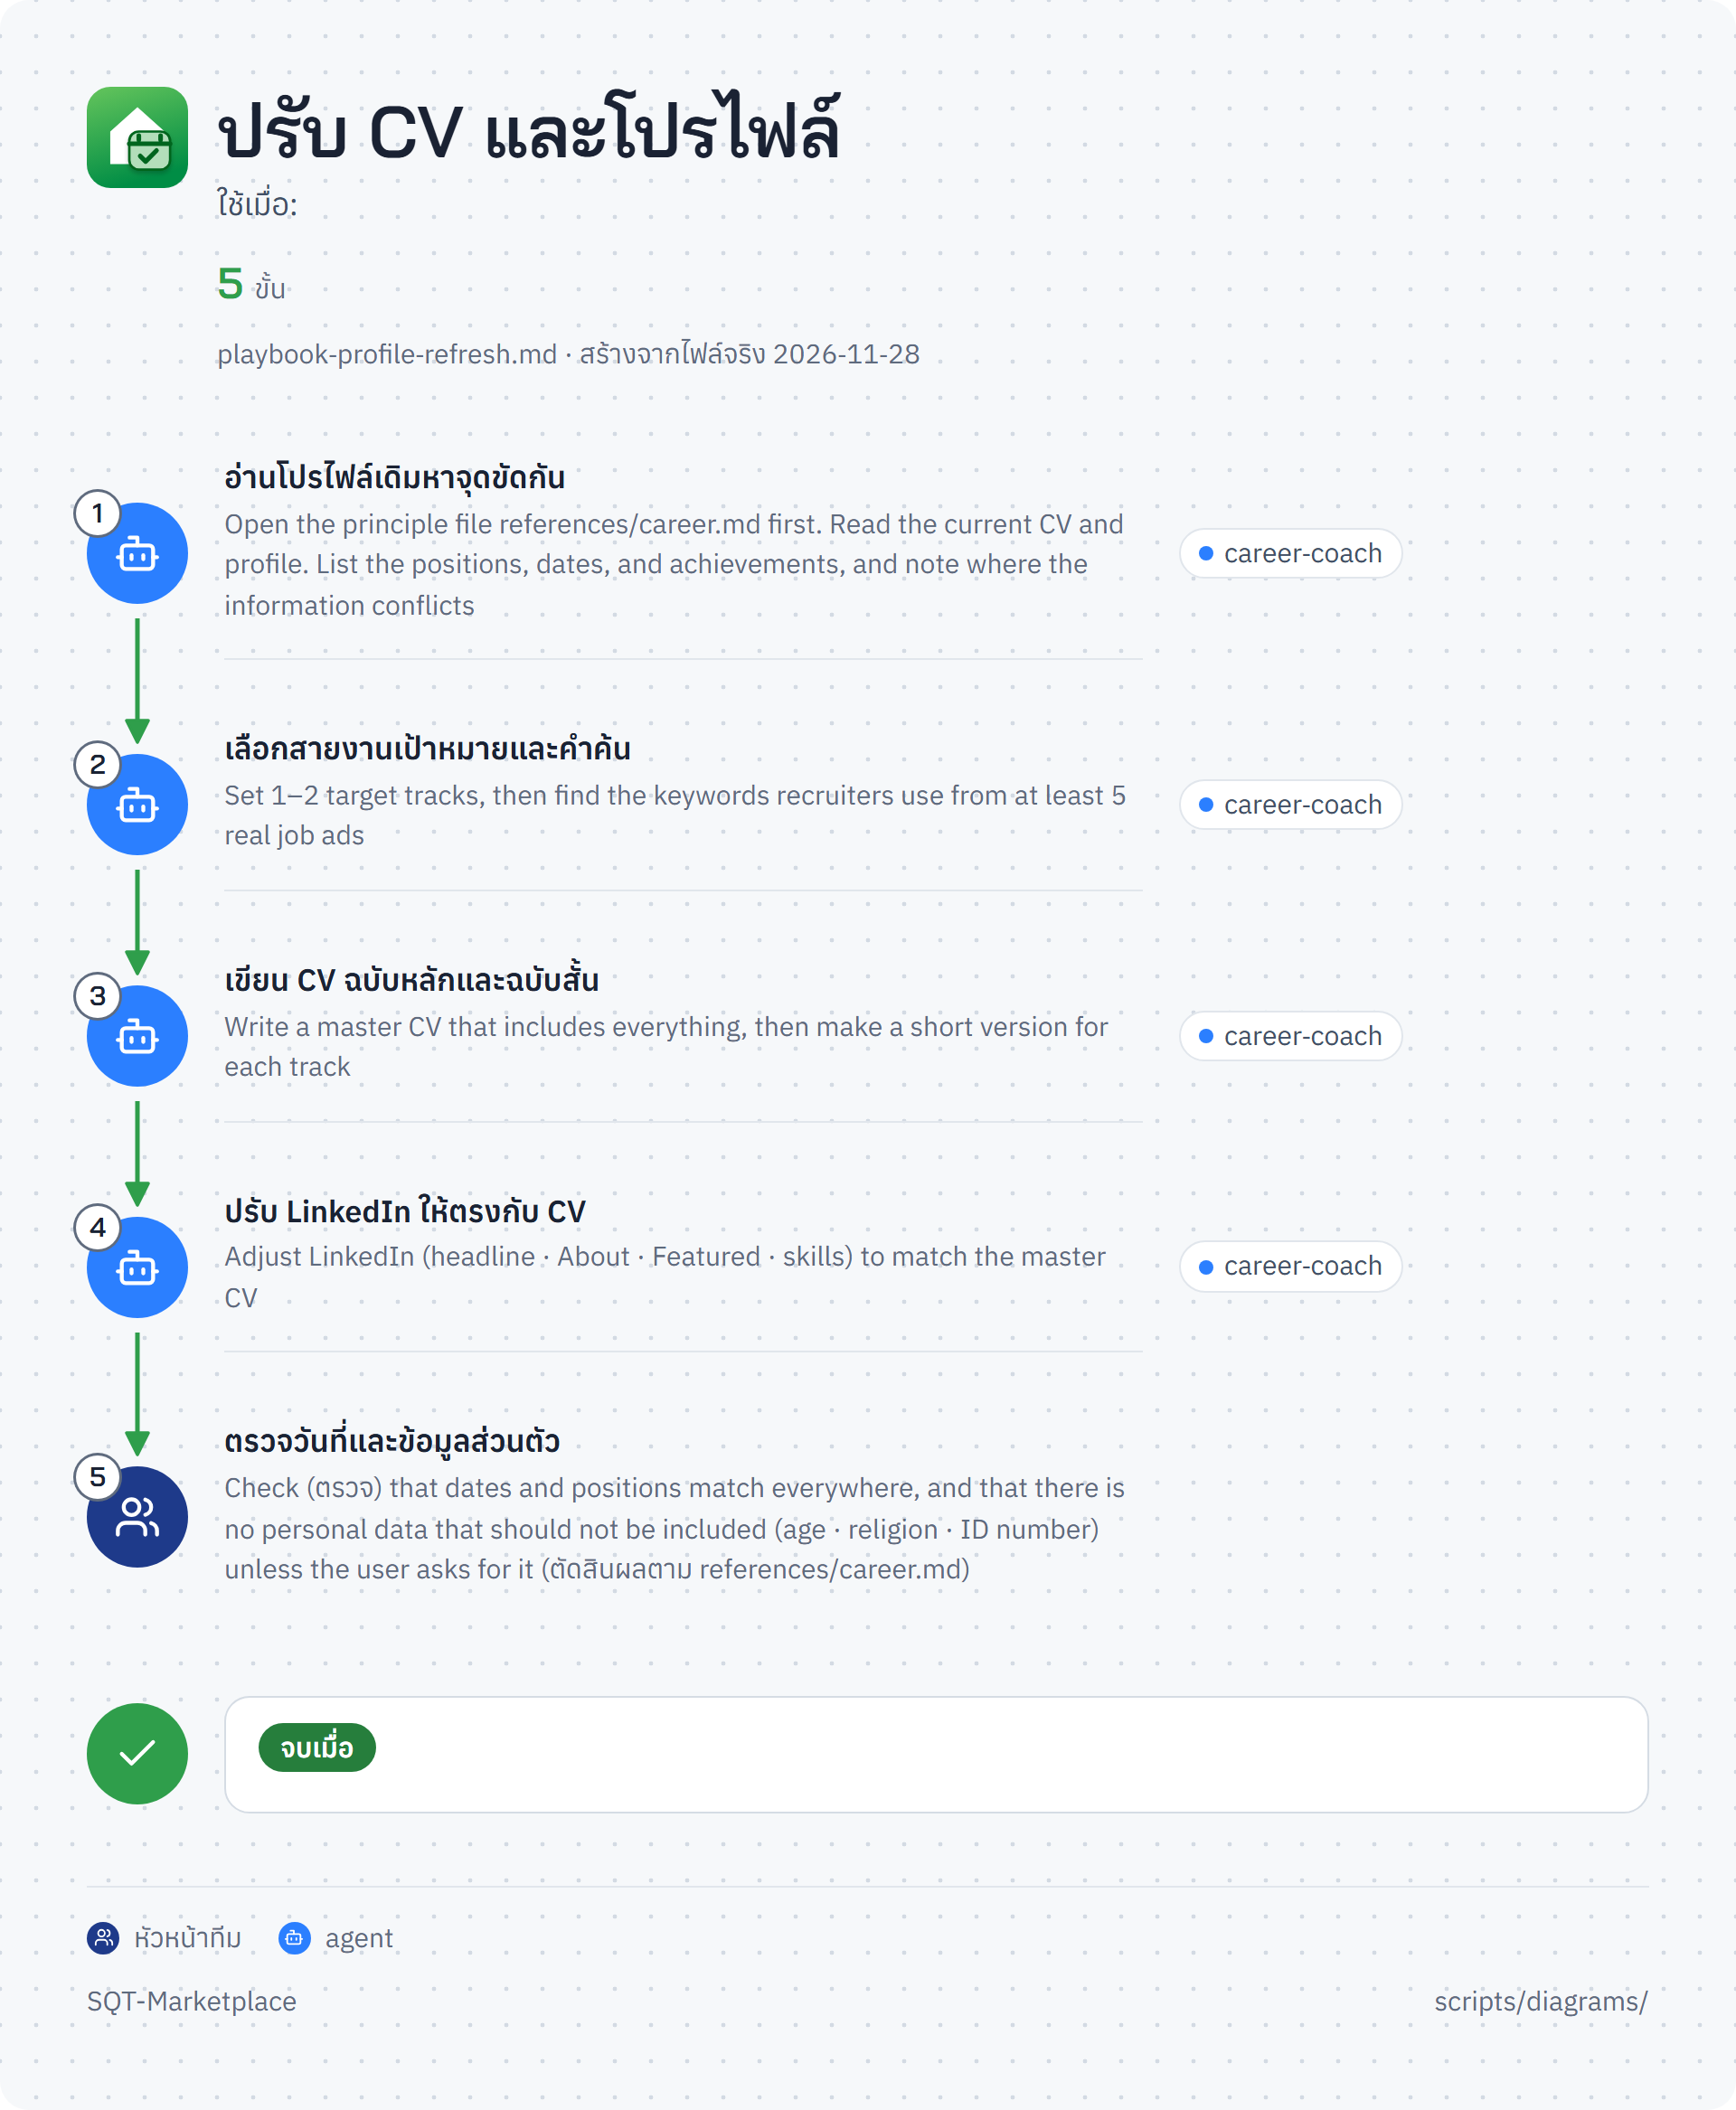 ปรับ CV และโปรไฟล์
ใช้เมื่อ:
5 ขั้น
playbook-profile-refresh.md · สร้างจากไฟล์จริง 2026-11-28
1
อ่านโปรไฟล์เดิมหาจุดขัดกัน
Open the principle file references/career.md first. Read the current CV and
profile. List the positions, dates, and achievements, and note where the
information conflicts
career-coach
2
เลือกสายงานเป้าหมายและคำค้น
Set 1–2 target tracks, then find the keywords recruiters use from at least 5
real job ads
career-coach
3
เขียน CV ฉบับหลักและฉบับสั้น
Write a master CV that includes everything, then make a short version for
each track
career-coach
4
ปรับ LinkedIn ให้ตรงกับ CV
Adjust LinkedIn (headline · About · Featured · skills) to match the master
CV
career-coach
5
ตรวจวันที่และข้อมูลส่วนตัว
Check (ตรวจ) that dates and positions match everywhere, and that there is
no personal data that should not be included (age · religion · ID number)
unless the user asks for it (ตัดสินผลตาม references/career.md)
จบเมื่อ
หัวหน้าทีม agent
SQT-Marketplace scripts/diagrams/